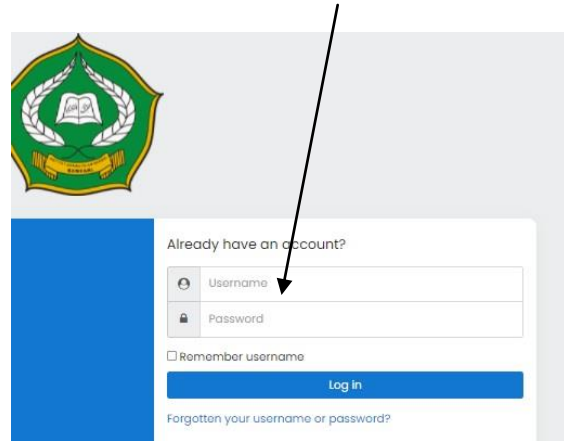 Already have an account?
Username
Password
Remember username
Log in
Forgotten your username or password?